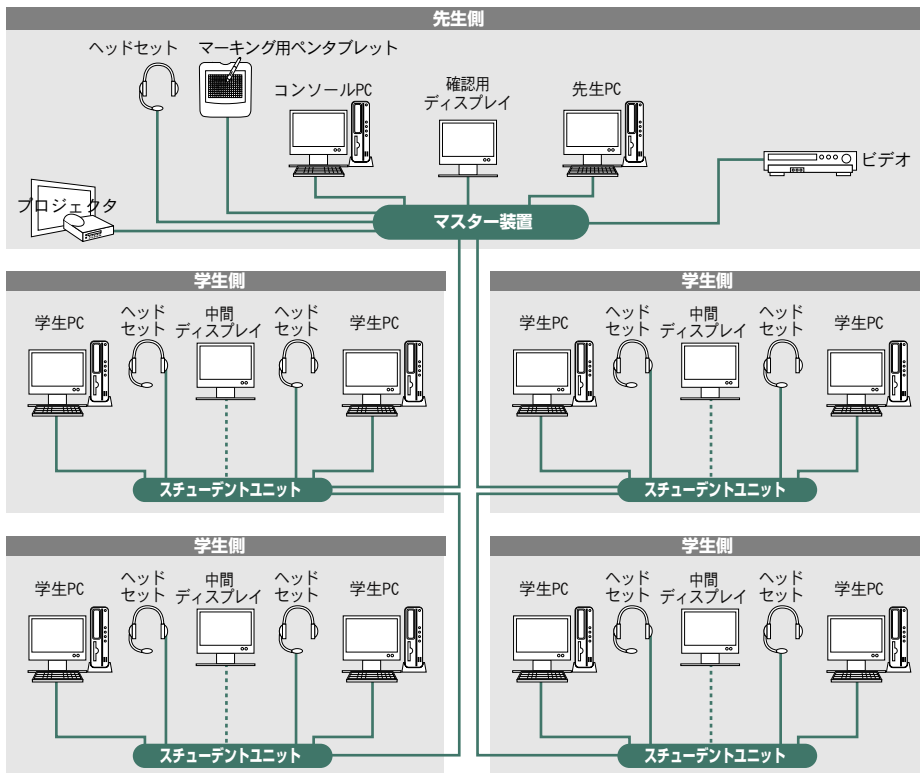 先生側
ヘッドセット
マーキング用ペンタブレット
コンソールPC
確認用
ディスプレイ
先生PC
ビデオ
プロジェクタ
マスター装置
学生側
学生PC
ヘッド
セット
中間
ディスプレイ
ヘッド
セット
学生PC
スチューデントユニット
学生側
学生PC
ヘッド
セット
中間
ディスプレイ
ヘッド
セット
学生PC
スチューデントユニット
学生側
学生PC
ヘッド
セット
中間
ディスプレイ
ヘッド
セット
学生PC
スチューデントユニット
学生側
学生PC
ヘッド
セット
中間
ディスプレイ
ヘッド
セット
学生PC
スチューデントユニット